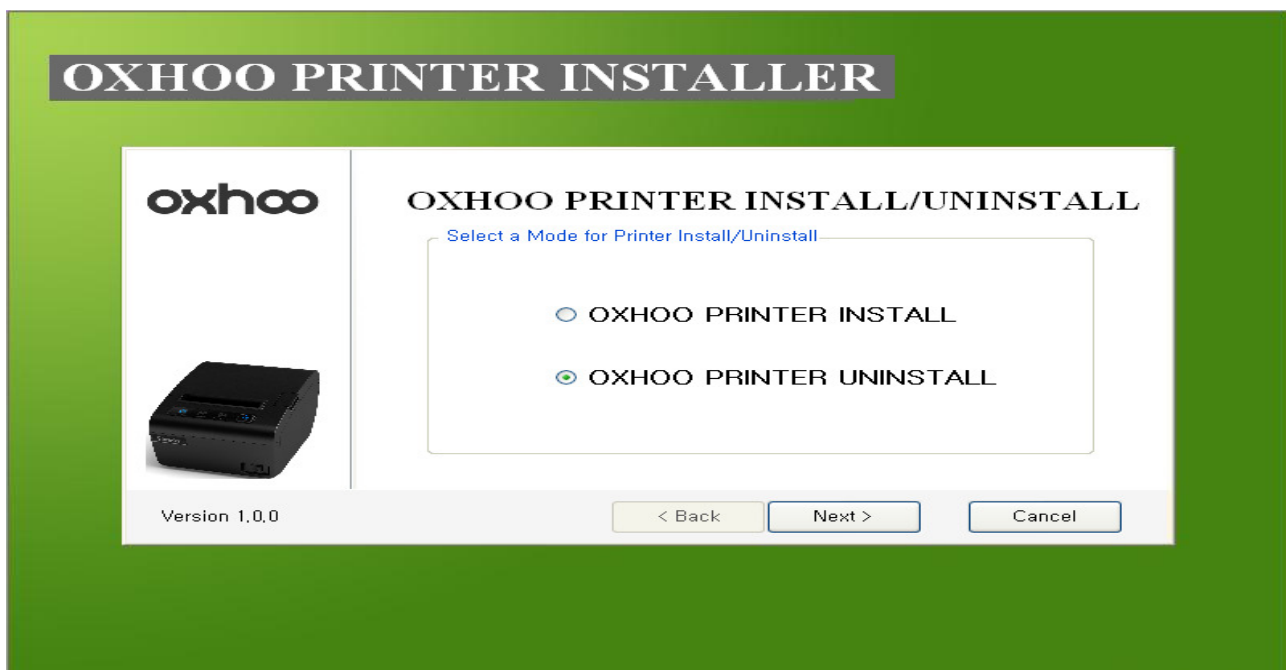 OXHOO PRINTER INSTALLER
oxhoo
OXHOO PRINTER INSTALL/UNINSTALL
Select a Mode for Printer Install/Uninstall
OXHOO PRINTER INSTALL
OXHOO PRINTER UNINSTALL
Version 1,0,0
< Back
Next >
Cancel